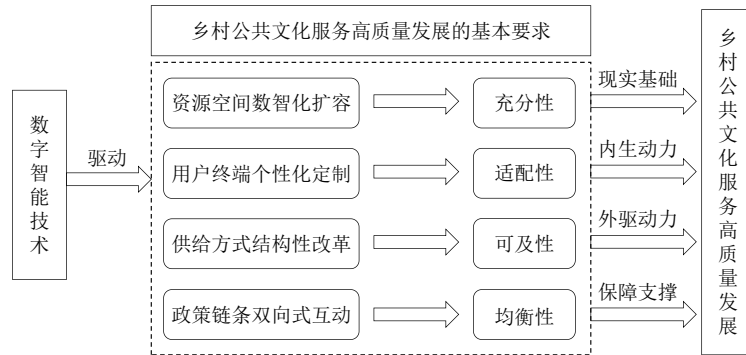 乡村公共文化服务高质量发展的基本要求
数字智能技术
驱动
资源空间数智化扩容
充分性
现实基础
用户终端个性化定制
适配性
内生动力
供给方式结构性改革
可及性
外驱动力
政策链条双向式互动
均衡性
保障支撑
乡村公共文化服务高质量发展